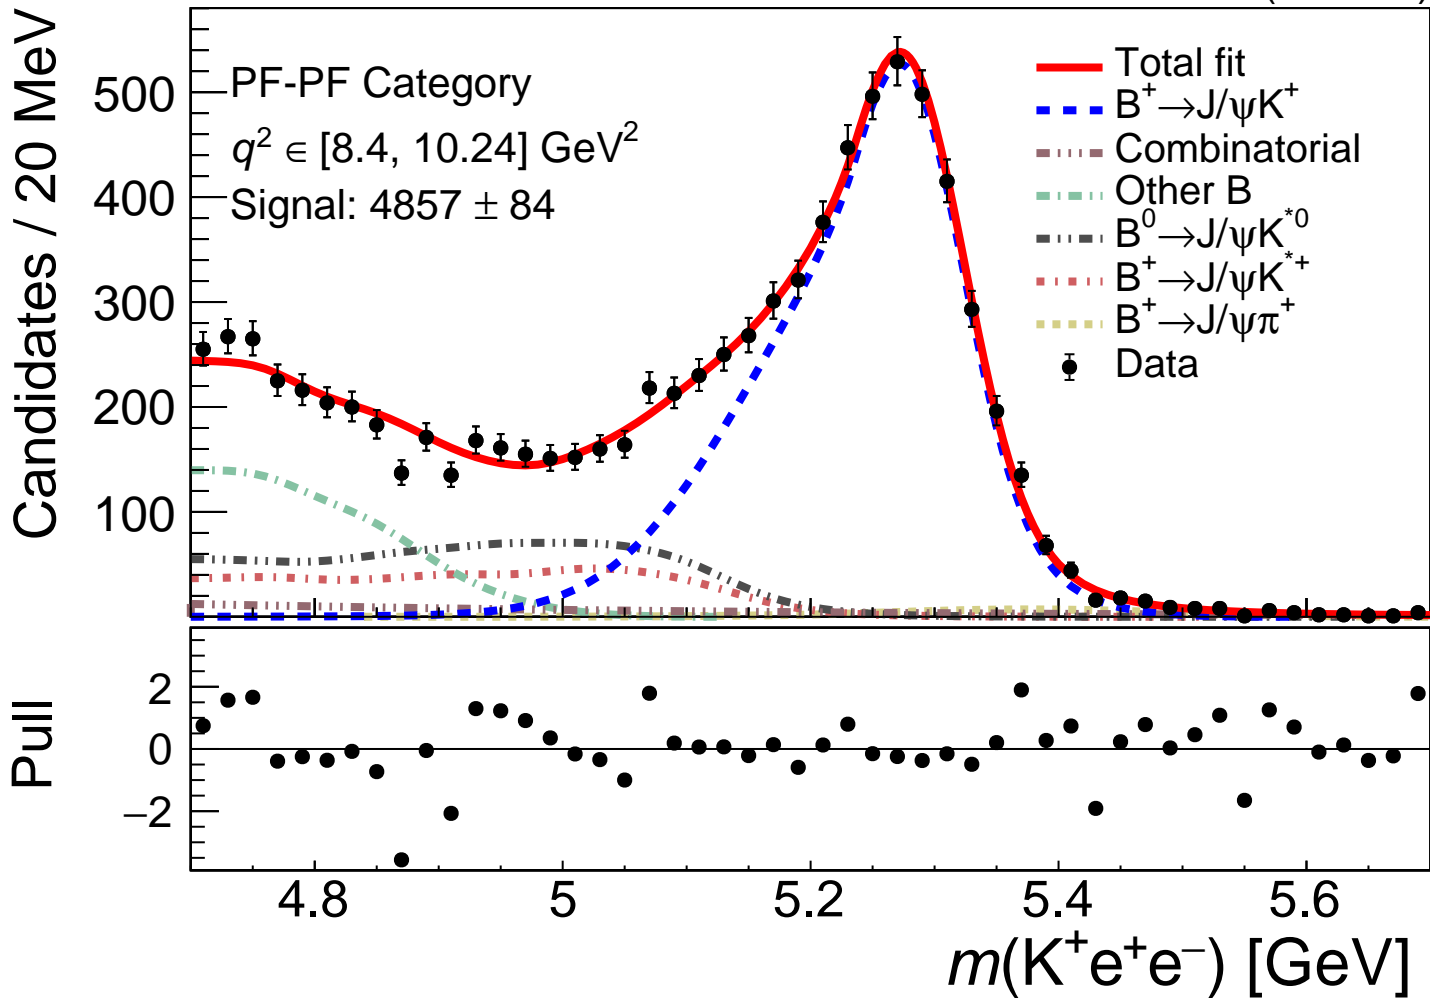 PF-PF Category
q² ∈ [8.4, 10.24] GeV²
Signal: 4857 ± 84
Total fit
B⁺→J/ψK⁺
Combinatorial
Other B
B⁰→J/ψK*⁰
B⁺→J/ψK*⁺
B⁺→J/ψπ⁺
Data
Candidates / 20 MeV
500
400
300
200
100
Pull
2
0
−2
4.8
5
5.2
5.4
5.6
m(K⁺e⁺e⁻) [GeV]